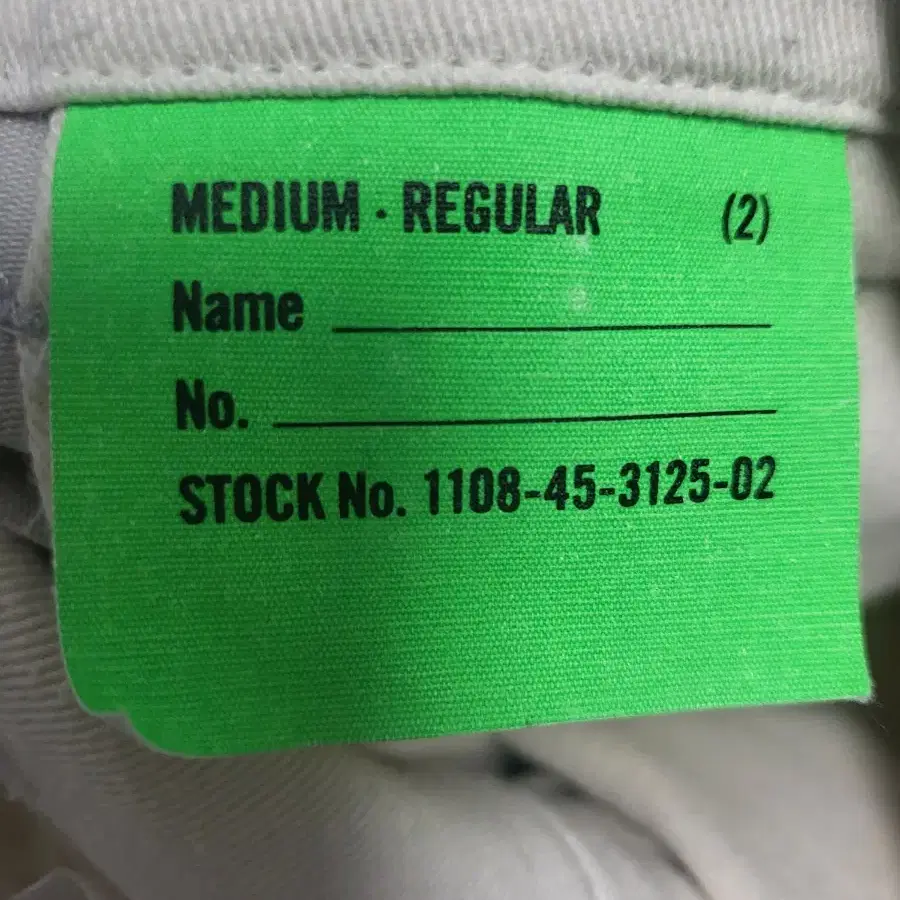 MEDIUM · REGULAR (2)
Name
No.
STOCK No. 1108-45-3125-02